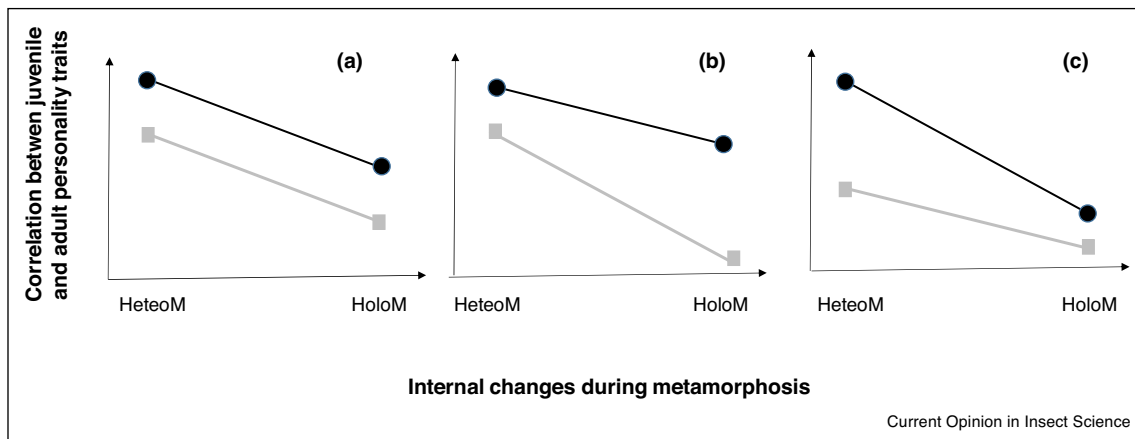 Correlation betwen juvenile
and adult personality traits
(a)
(b)
(c)
HeteoM
HoloM
HeteoM
HoloM
HeteoM
HoloM
Internal changes during metamorphosis
Current Opinion in Insect Science